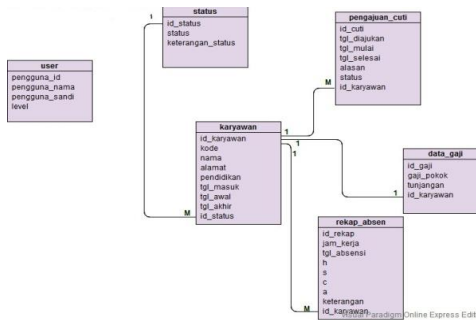 1
status
id_status
status
keterangan_status
pengajuan_cuti
id_cuti
tgl_diajukan
tgl_mulai
tgl_selesai
alasan
status
id_karyawan
user
pengguna_id
pengguna_nama
pengguna_sandi
level
M
karyawan
id_karyawan
kode
nama
alamat
pendidikan
tgl_masuk
tgl_awal
tgl_akhir
id_status
1
1
1
M
data_gaji
id_gaji
gaji_pokok
tunjangan
id_karyawan
1
rekap_absen
id_rekap
jam_kerja
tgl_absensi
h
s
c
a
keterangan
id_karyawan
M
Visual Paradigm Online Express Edit